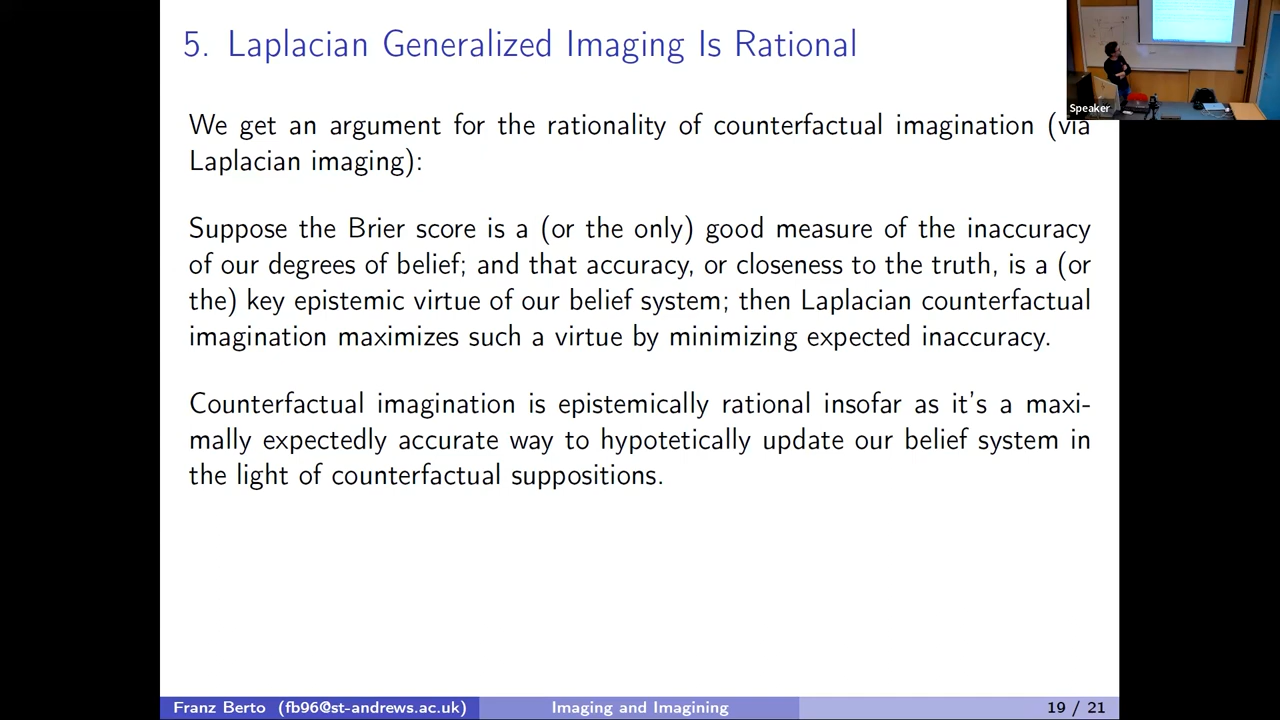 5. Laplacian Generalized Imaging Is Rational
Speaker
We get an argument for the rationality of counterfactual imagination (via
Laplacian imaging):
Suppose the Brier score is a (or the only) good measure of the inaccuracy
of our degrees of belief; and that accuracy, or closeness to the truth, is a (or
the) key epistemic virtue of our belief system; then Laplacian counterfactual
imagination maximizes such a virtue by minimizing expected inaccuracy.
Counterfactual imagination is epistemically rational insofar as it's a maxi-
mally expectedly accurate way to hypotetically update our belief system in
the light of counterfactual suppositions.
Franz Berto (fb96@st-andrews.ac.uk)
Imaging and Imagining
19 / 21